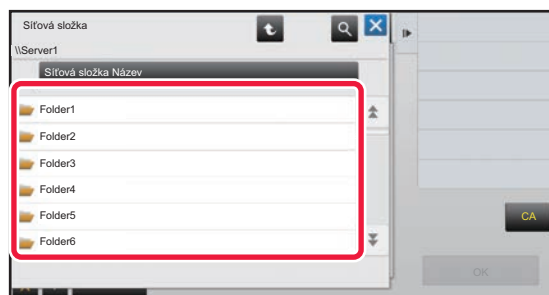 Síťová složka
\\Server1
Síťová složka Název
Folder1
Folder2
Folder3
Folder4
Folder5
Folder6
CA
OK